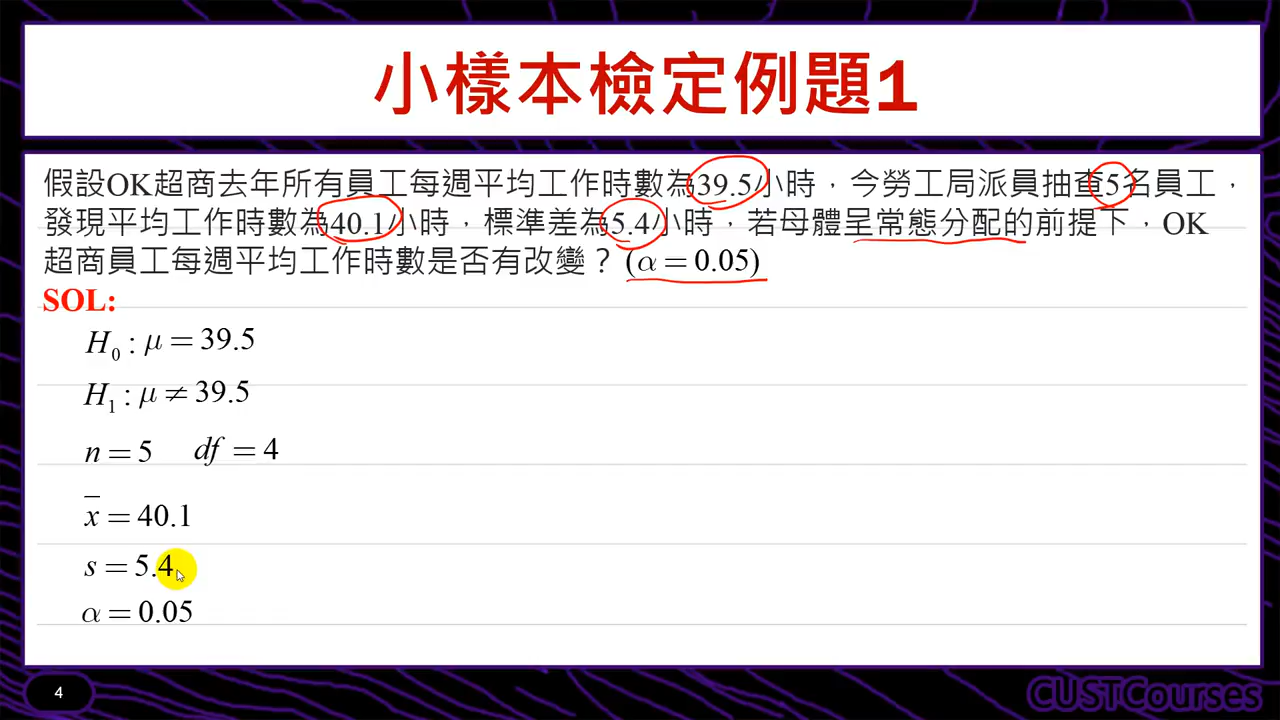 小樣本檢定例題1
假設OK超商去年所有員工每週平均工作時數為39.5小時，今勞工局派員抽查5名員工，
發現平均工作時數為40.1小時，標準差為5.4小時，若母體呈常態分配的前提下，OK
超商員工每週平均工作時數是否有改變？(α = 0.05)
SOL:
H₀ : μ = 39.5
H₁ : μ ≠ 39.5
n = 5 df = 4
x̄ = 40.1
s = 5.4
α = 0.05
4
CUSTCourses